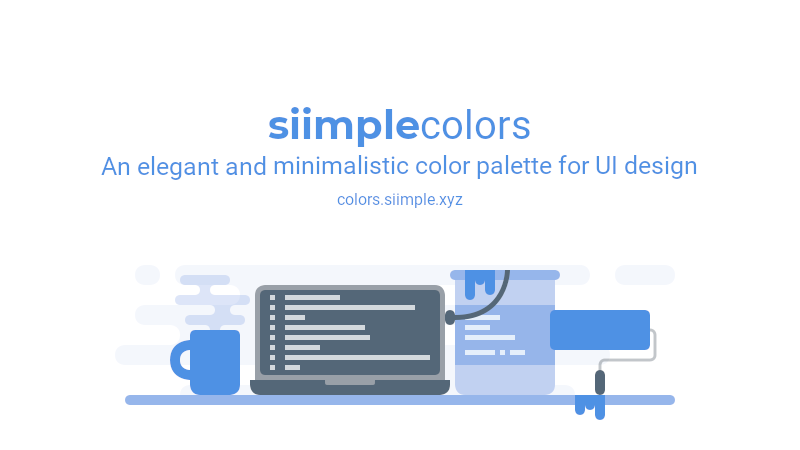 siimplecolors
An elegant and minimalistic color palette for UI design
colors.siimple.xyz